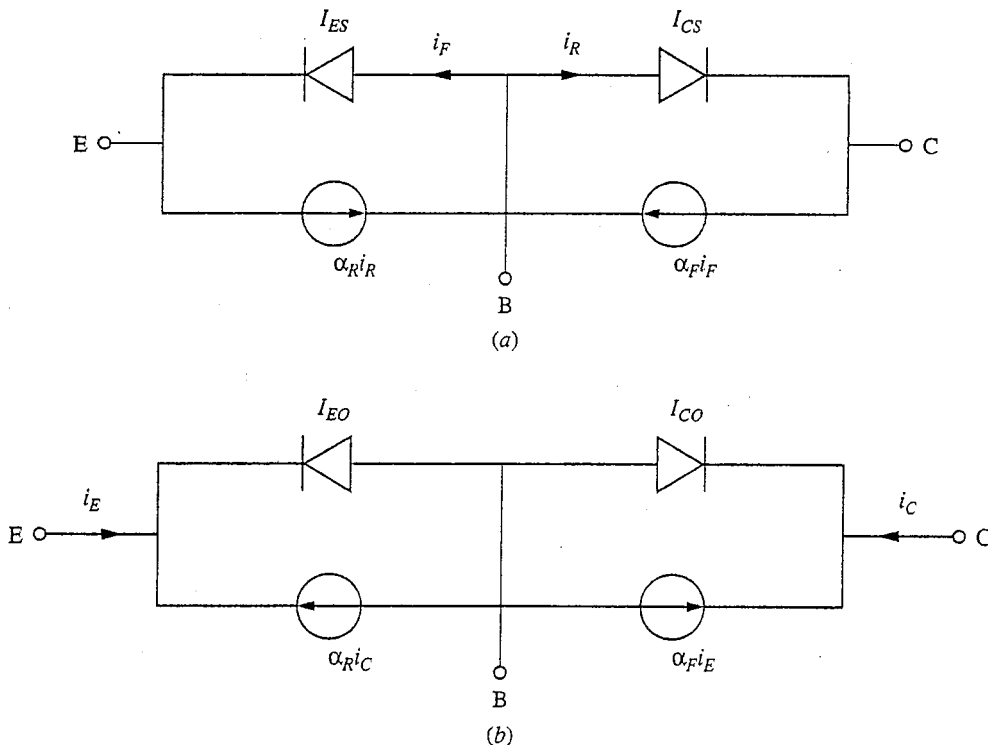 I_ES I_CS
i_F i_R
E C
α_R i_R α_F i_F
B
(a)
I_EO I_CO
i_E i_C
E C
α_R i_C α_F i_E
B
(b)